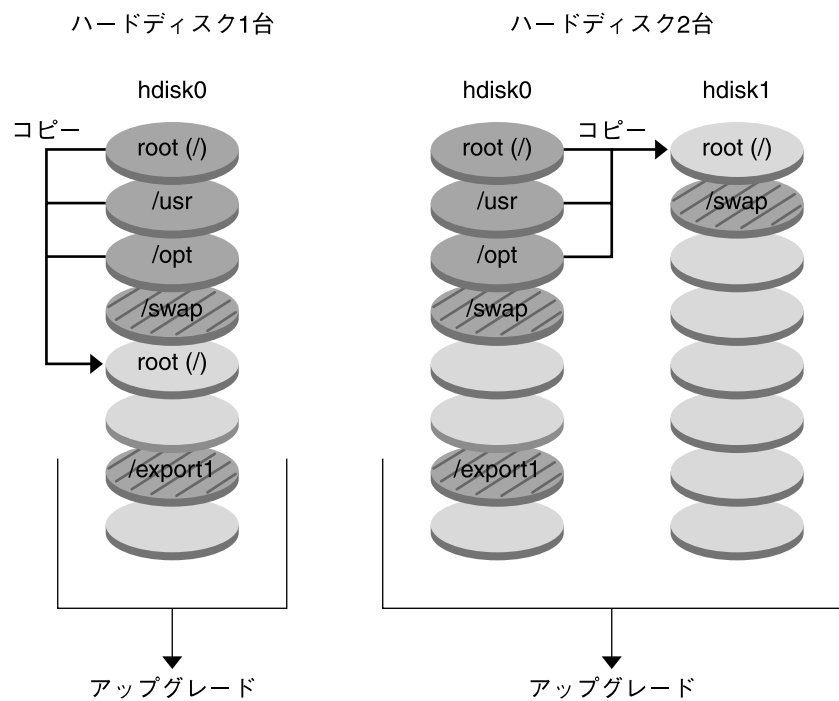 ハードディスク1台
hdisk0
コピー
root (/)
/usr
/opt
/swap
root (/)
/export1
アップグレード
ハードディスク2台
hdisk0
hdisk1
コピー
root (/)
root (/)
/usr
/swap
/opt
/swap
/export1
アップグレード